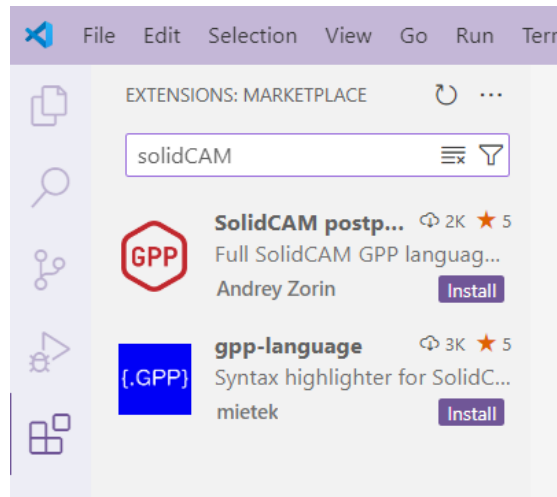 File Edit Selection View Go Run Terr
EXTENSIONS: MARKETPLACE
solidCAM
SolidCAM postp... 2K 5
GPP
Full SolidCAM GPP languag...
Andrey Zorin Install
gpp-language 3K 5
{.GPP}
Syntax highlighter for SolidC...
mietek Install